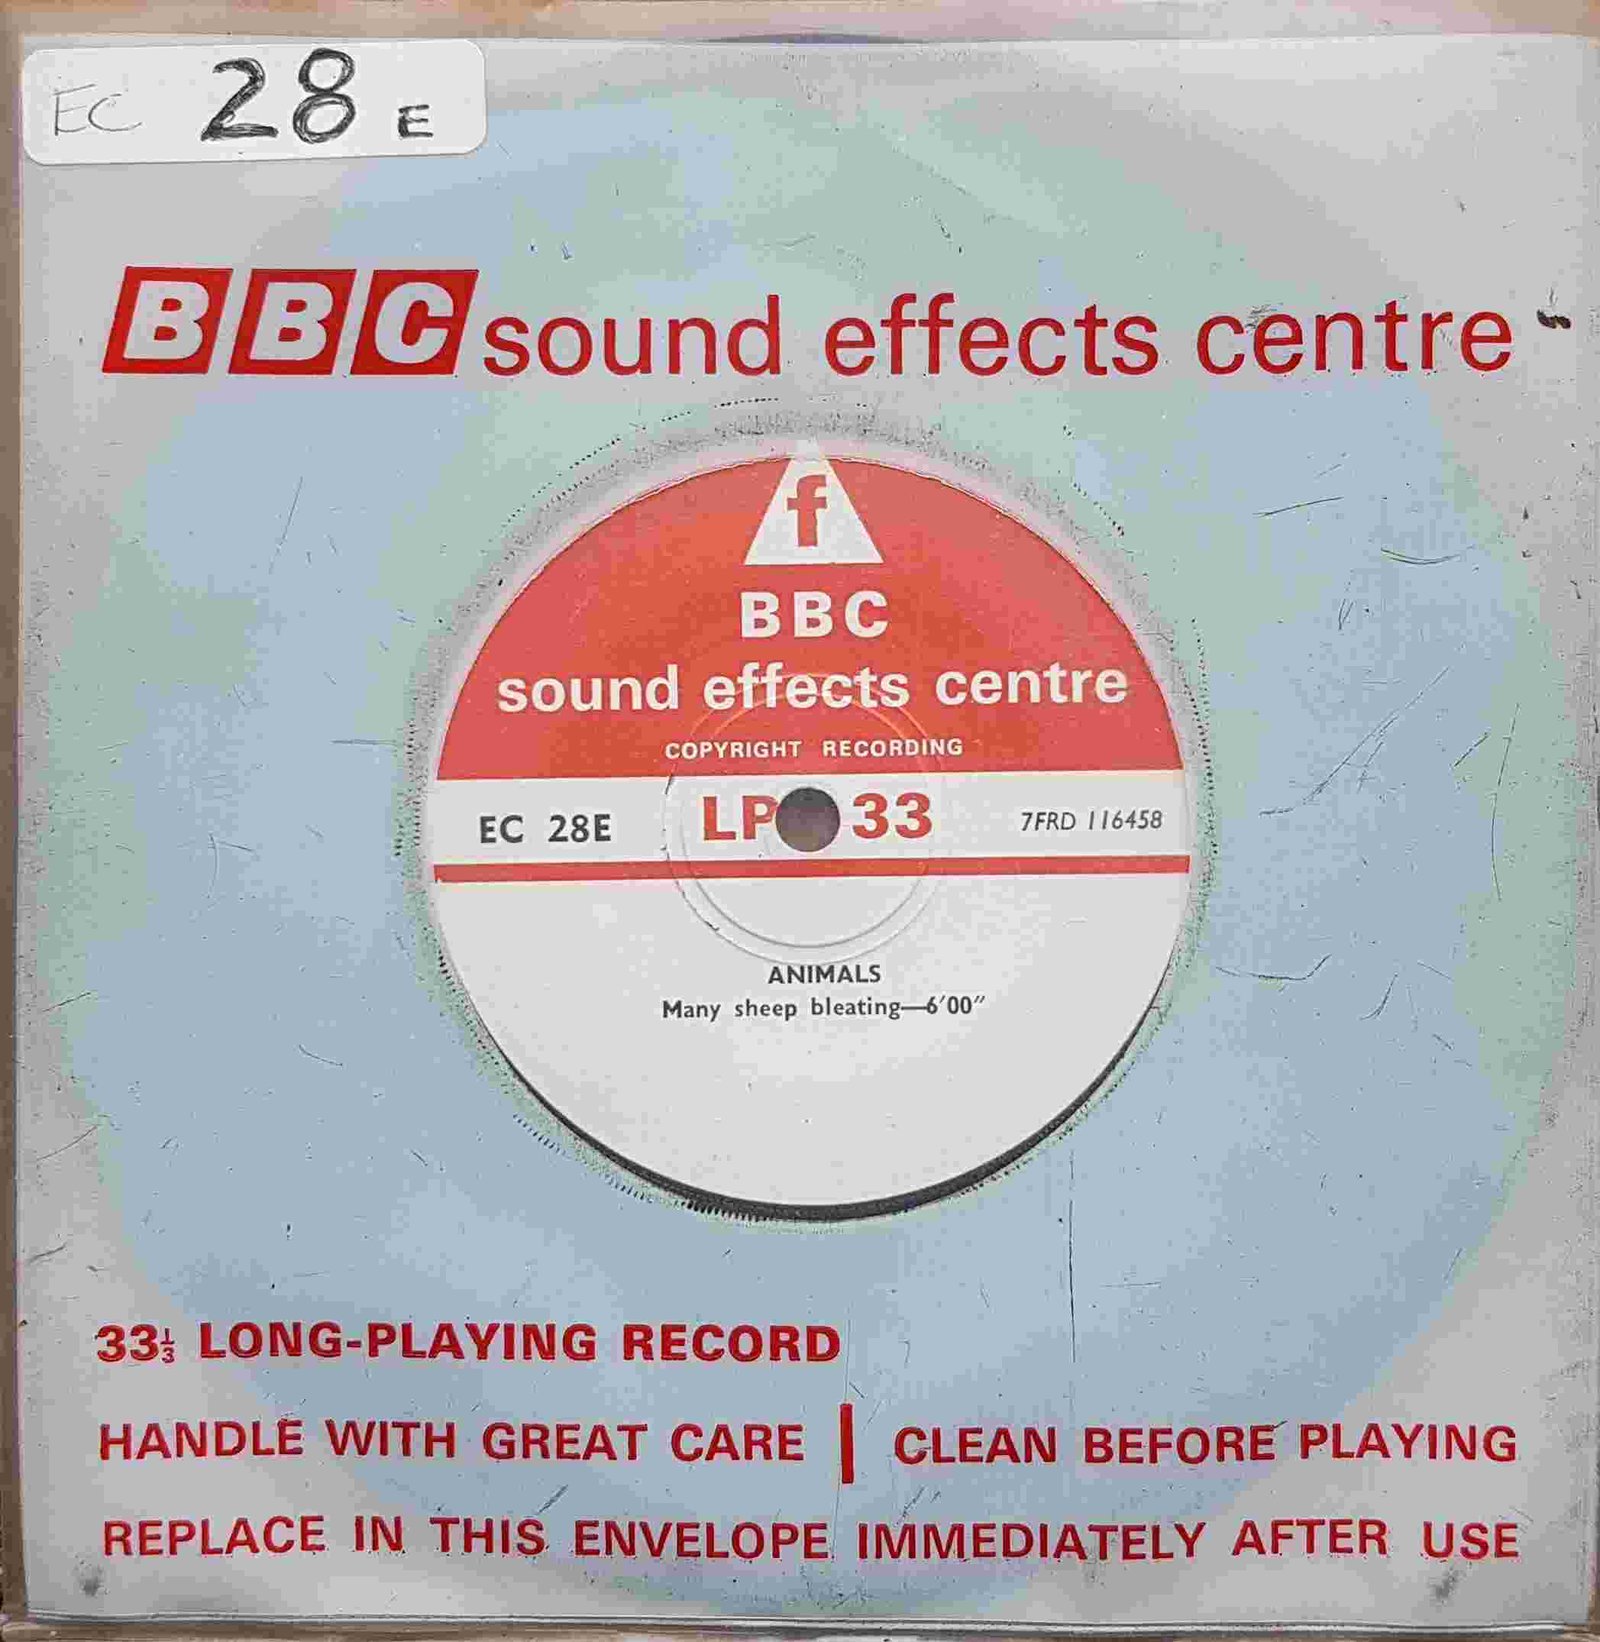 EC 28 E
BBC sound effects centre
f
BBC
sound effects centre
COPYRIGHT RECORDING
EC 28E LP 33 7FRD 116458
ANIMALS
Many sheep bleating—6'00"
33⅓ LONG-PLAYING RECORD
HANDLE WITH GREAT CARE | CLEAN BEFORE PLAYING
REPLACE IN THIS ENVELOPE IMMEDIATELY AFTER USE